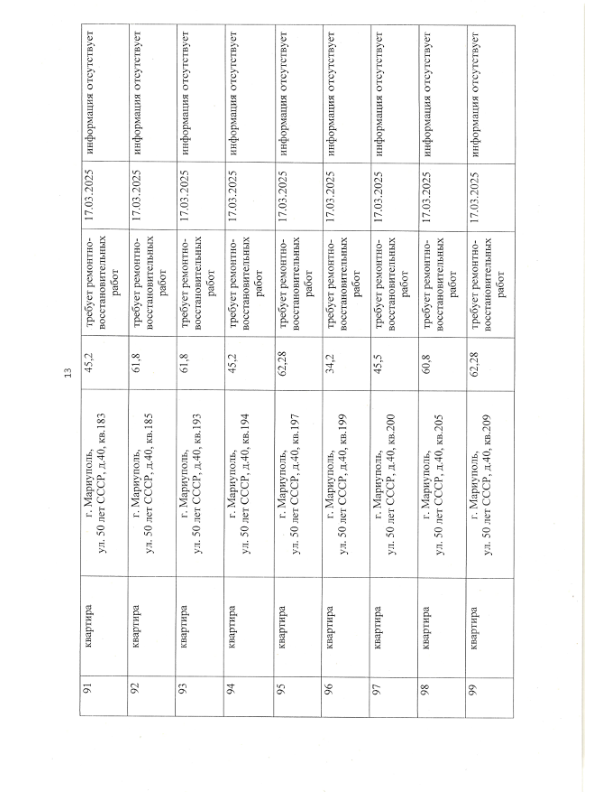 13
91 квартира г. Мариуполь, 45,2 требует ремонтно- 17.03.2025 информация отсутствует
ул. 50 лет СССР, д.40, кв.183 восстановительных
работ
92 квартира г. Мариуполь, 61,8 требует ремонтно- 17.03.2025 информация отсутствует
ул. 50 лет СССР, д.40, кв.185 восстановительных
работ
93 квартира г. Мариуполь, 61,8 требует ремонтно- 17.03.2025 информация отсутствует
ул. 50 лет СССР, д.40, кв.193 восстановительных
работ
94 квартира г. Мариуполь, 45,2 требует ремонтно- 17.03.2025 информация отсутствует
ул. 50 лет СССР, д.40, кв.194 восстановительных
работ
95 квартира г. Мариуполь, 62,28 требует ремонтно- 17.03.2025 информация отсутствует
ул. 50 лет СССР, д.40, кв.197 восстановительных
работ
96 квартира г. Мариуполь, 34,2 требует ремонтно- 17.03.2025 информация отсутствует
ул. 50 лет СССР, д.40, кв.199 восстановительных
работ
97 квартира г. Мариуполь, 45,5 требует ремонтно- 17.03.2025 информация отсутствует
ул. 50 лет СССР, д.40, кв.200 восстановительных
работ
98 квартира г. Мариуполь, 60,8 требует ремонтно- 17.03.2025 информация отсутствует
ул. 50 лет СССР, д.40, кв.205 восстановительных
работ
99 квартира г. Мариуполь, 62,28 требует ремонтно- 17.03.2025 информация отсутствует
ул. 50 лет СССР, д.40, кв.209 восстановительных
работ